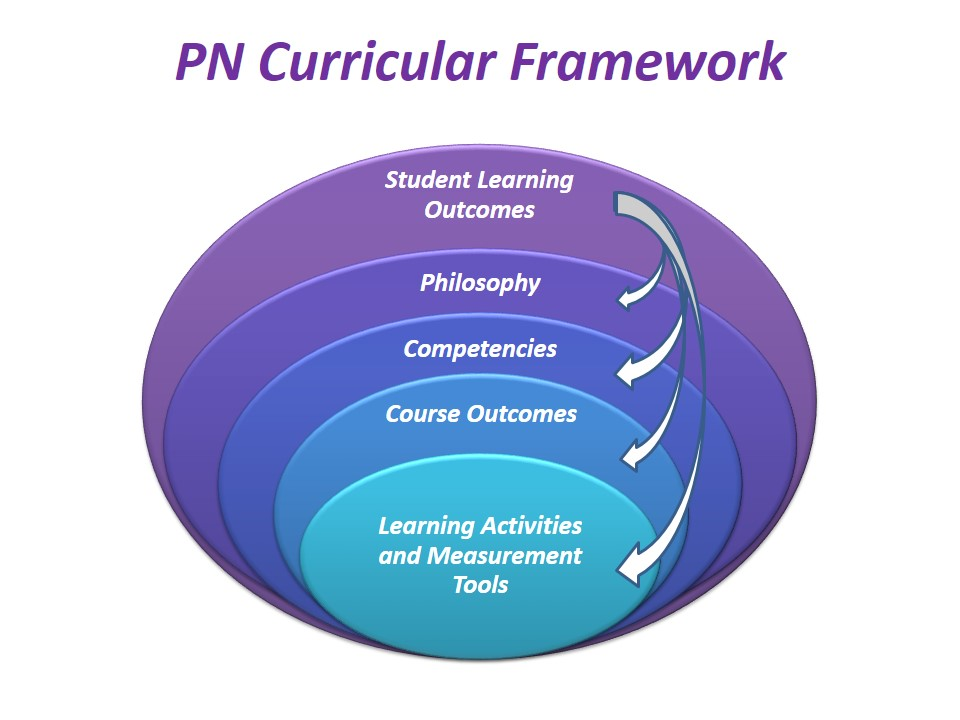 PN Curricular Framework
Student Learning
Outcomes
Philosophy
Competencies
Course Outcomes
Learning Activities
and Measurement
Tools